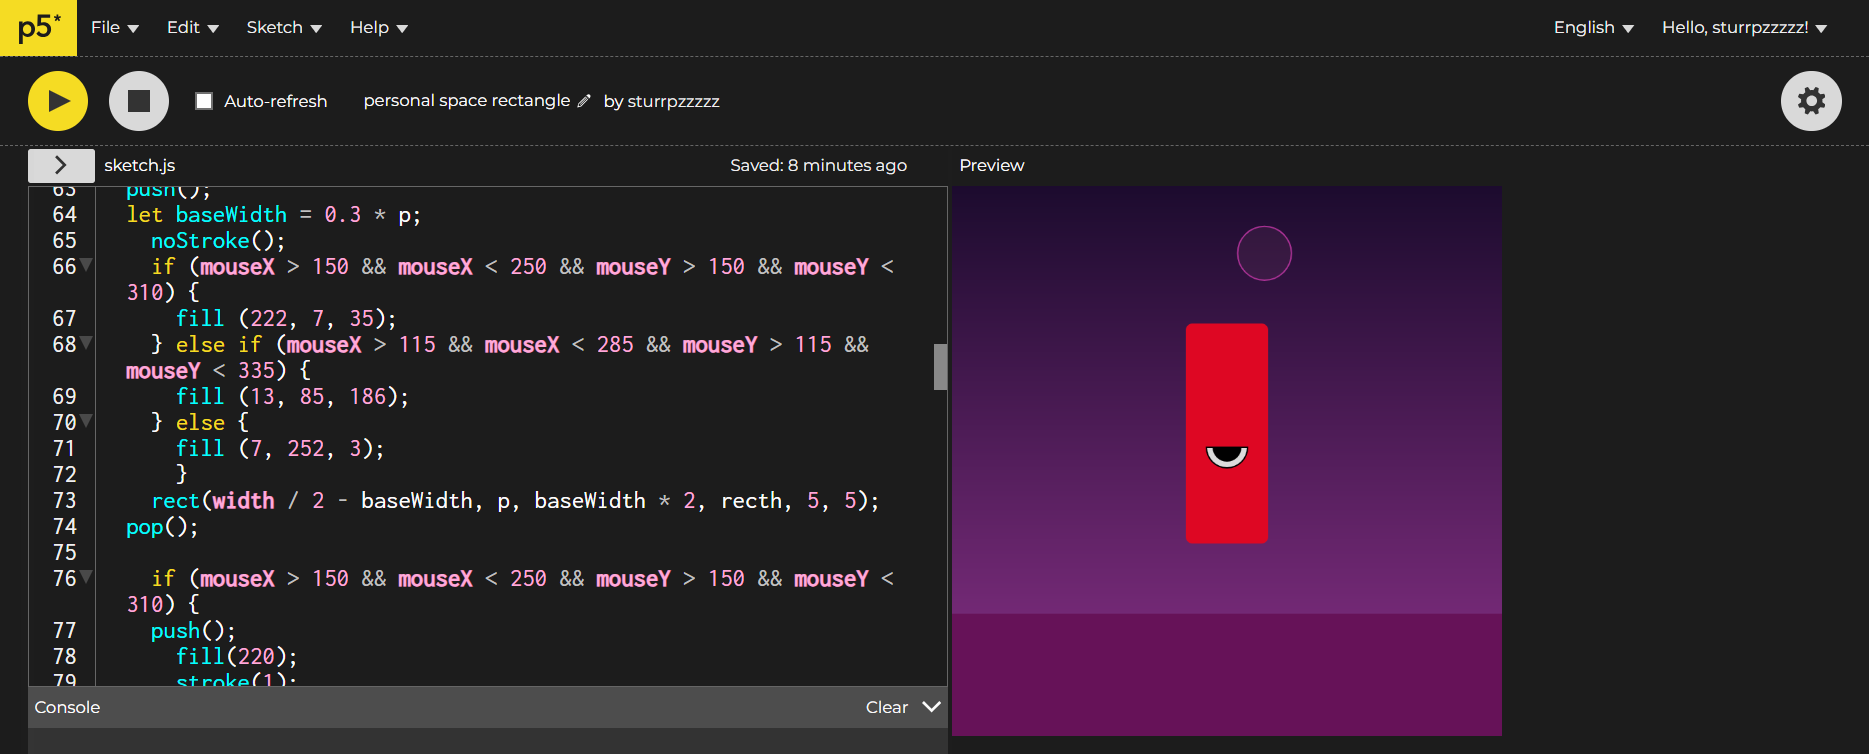 p5* File Edit Sketch Help English Hello, sturrpzzzzz!
Auto-refresh personal space rectangle by sturrpzzzzz
sketch.js Saved: 8 minutes ago Preview
63 push();
64 let baseWidth = 0.3 * p;
65 noStroke();
66 if (mouseX > 150 && mouseX < 250 && mouseY > 150 && mouseY <
310) {
67 fill (222, 7, 35);
68 } else if (mouseX > 115 && mouseX < 285 && mouseY > 115 &&
mouseY < 335) {
69 fill (13, 85, 186);
70 } else {
71 fill (7, 252, 3);
72 }
73 rect(width / 2 - baseWidth, p, baseWidth * 2, recth, 5, 5);
74 pop();
75
76 if (mouseX > 150 && mouseX < 250 && mouseY > 150 && mouseY <
310) {
77 push();
78 fill(220);
79 stroke(1);
Console Clear